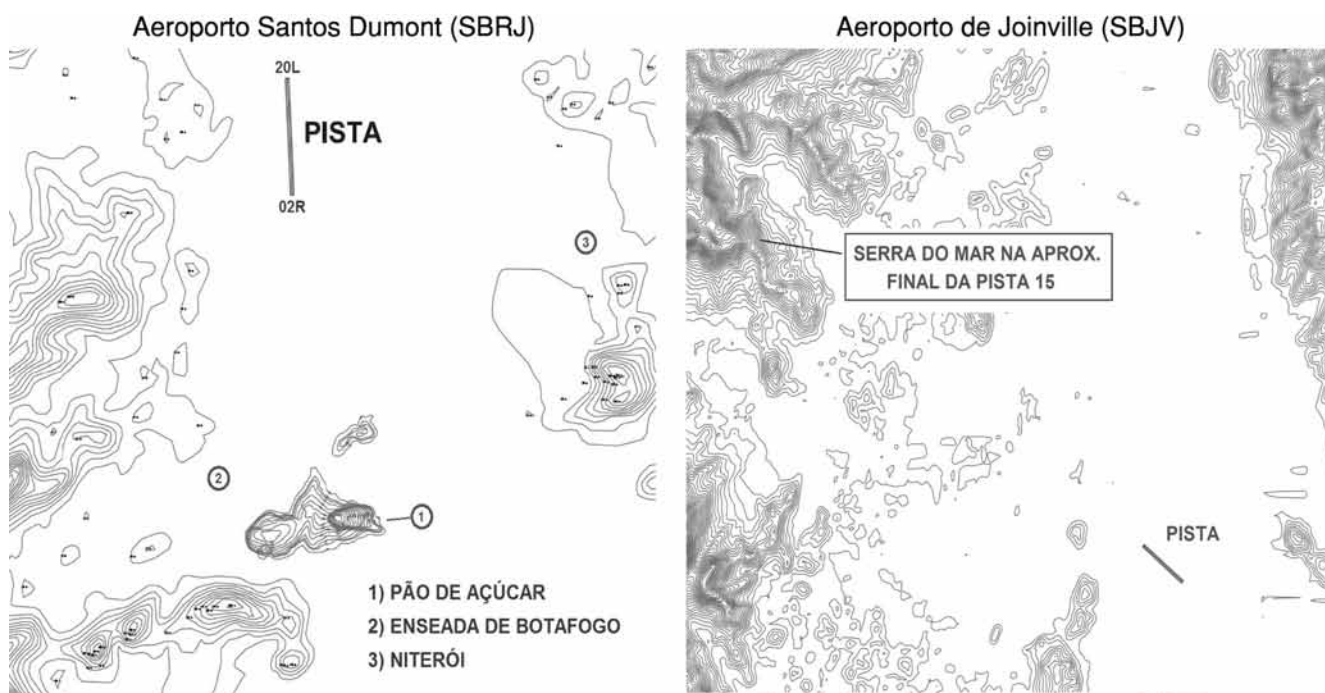 Aeroporto Santos Dumont (SBRJ)
20L
PISTA
02R
3
2
1
1) PÃO DE AÇÚCAR
2) ENSEADA DE BOTAFOGO
3) NITERÓI
Aeroporto de Joinville (SBJV)
SERRA DO MAR NA APROX.
FINAL DA PISTA 15
PISTA